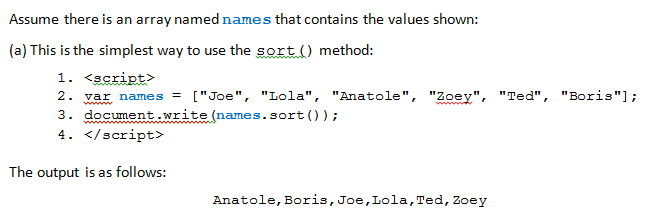 Assume there is an array named names that contains the values shown:
(a) This is the simplest way to use the sort() method:
1. <script>
2. var names = ["Joe", "Lola", "Anatole", "Zoey", "Ted", "Boris"];
3. document.write(names.sort());
4. </script>
The output is as follows:
Anatole,Boris,Joe,Lola,Ted,Zoey